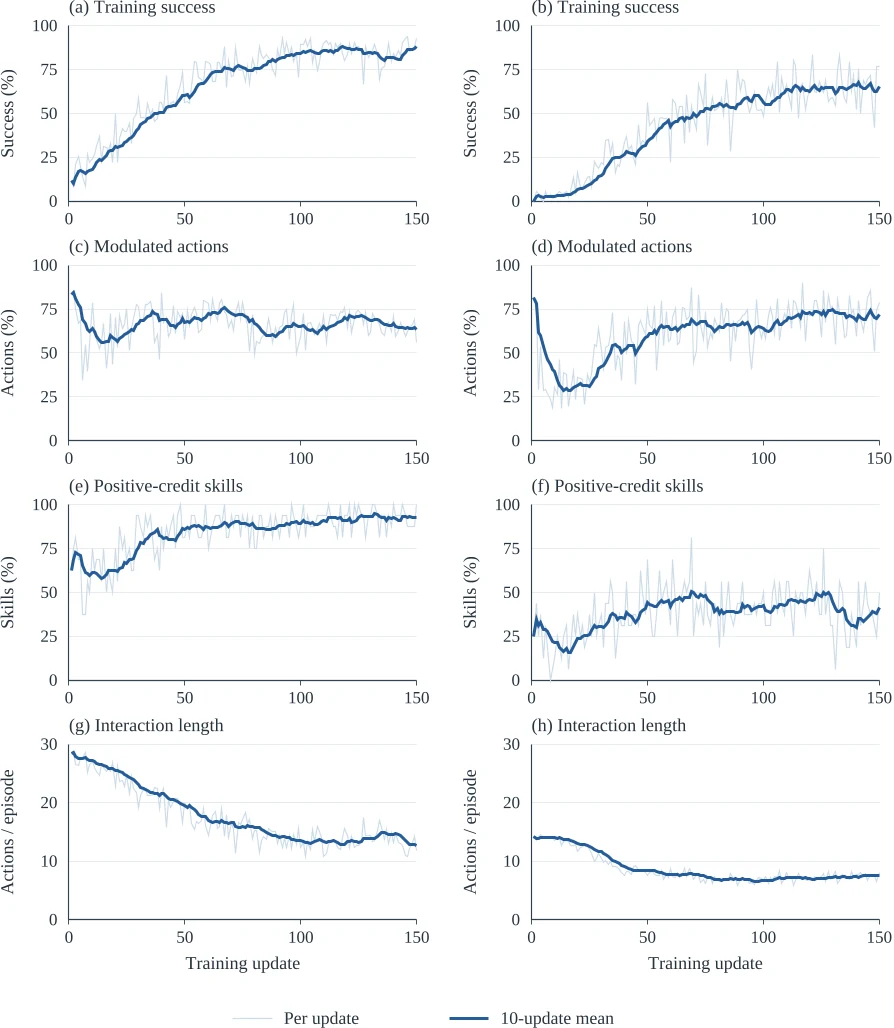 (a) Training success
100
75
50
25
0
Success (%)
0 50 100 150
(b) Training success
100
75
50
25
0
Success (%)
0 50 100 150
(c) Modulated actions
100
75
50
25
0
Actions (%)
0 50 100 150
(d) Modulated actions
100
75
50
25
0
Actions (%)
0 50 100 150
(e) Positive-credit skills
100
75
50
25
0
Skills (%)
0 50 100 150
(f) Positive-credit skills
100
75
50
25
0
Skills (%)
0 50 100 150
(g) Interaction length
30
20
10
0
Actions / episode
0 50 100 150
Training update
(h) Interaction length
30
20
10
0
Actions / episode
0 50 100 150
Training update
Per update
10-update mean